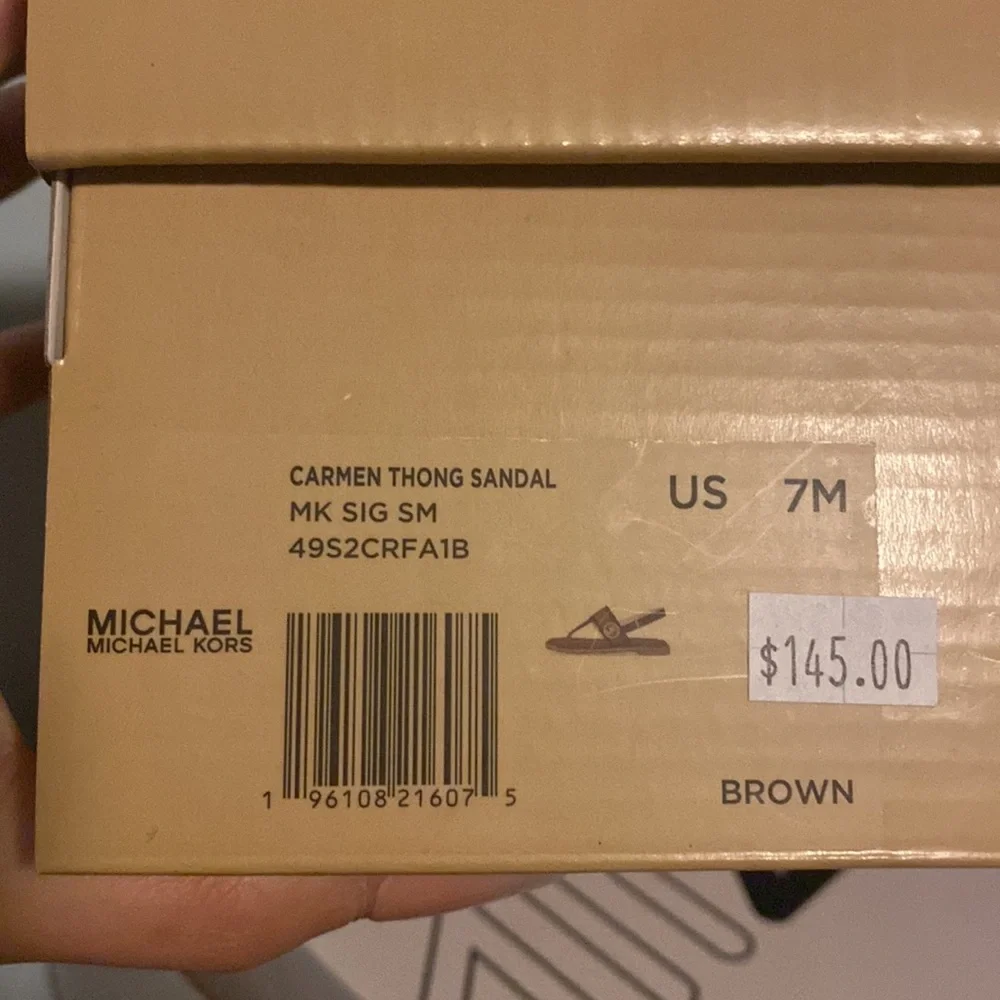 CARMEN THONG SANDAL
MK SIG SM
49S2CRFA1B
US 7M
MICHAEL
MICHAEL KORS
$145.00
1 96108 21607 5
BROWN